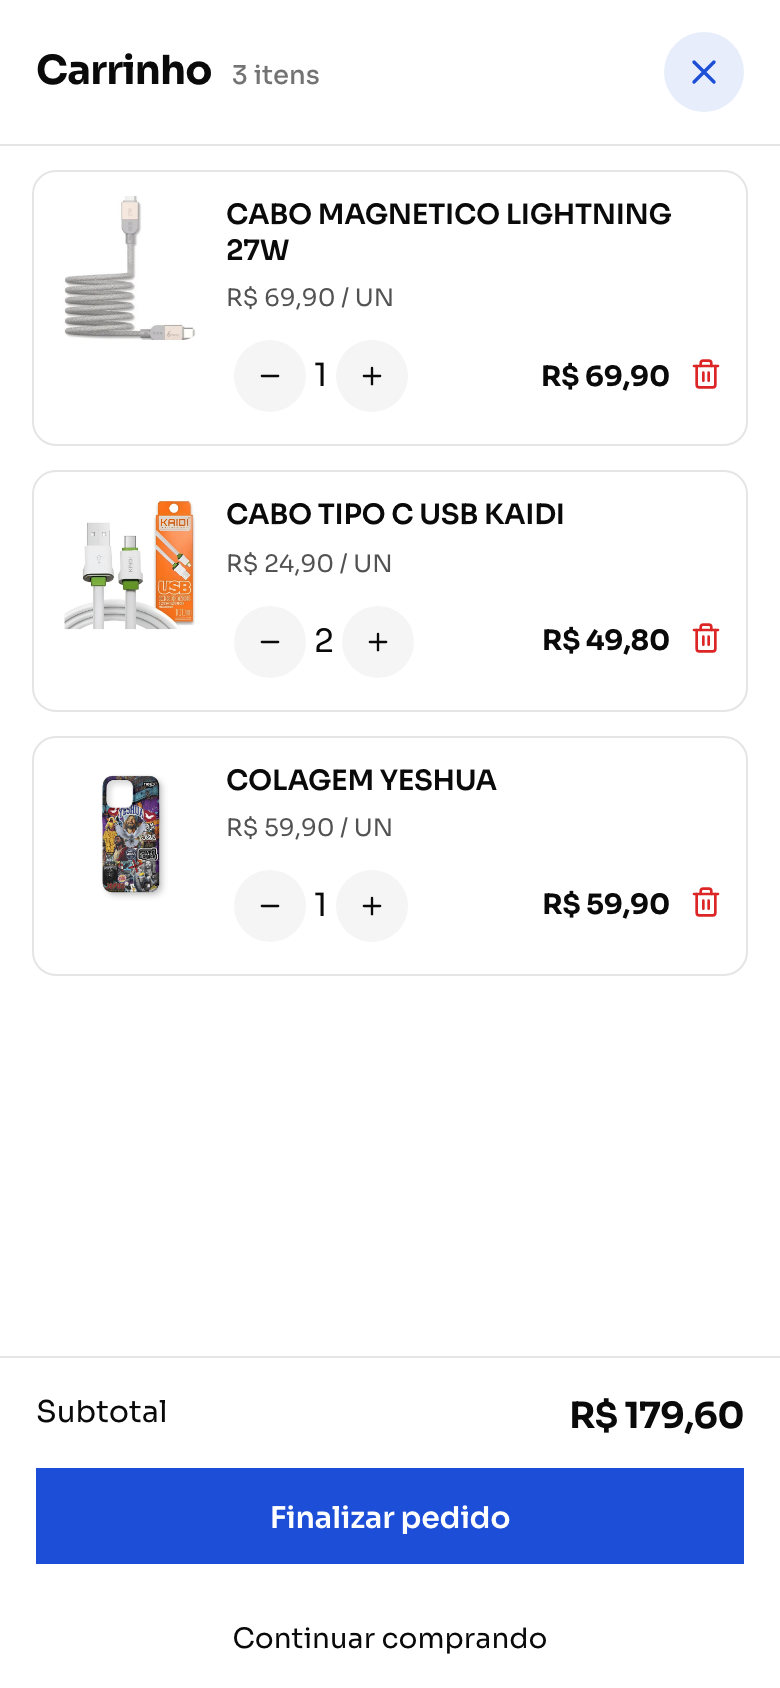 Carrinho 3 itens
CABO MAGNETICO LIGHTNING
27W
R$ 69,90 / UN
1
R$ 69,90
CABO TIPO C USB KAIDI
KAIDI
USB
R$ 24,90 / UN
2
R$ 49,80
COLAGEM YESHUA
R$ 59,90 / UN
1
R$ 59,90
Subtotal
R$ 179,60
Finalizar pedido
Continuar comprando